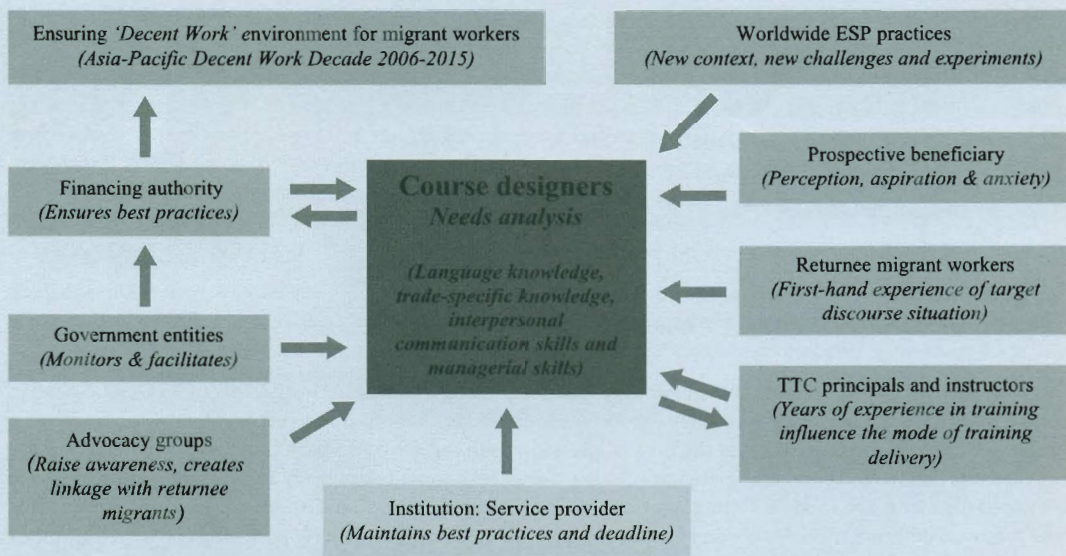 Ensuring ‘Decent Work’ environment for migrant workers
(Asia-Pacific Decent Work Decade 2006-2015)
Worldwide ESP practices
(New context, new challenges and experiments)
Financing authority
(Ensures best practices)
Course designers
Needs analysis
(Language knowledge,
trade-specific knowledge,
interpersonal
communication skills and
managerial skills)
Prospective beneficiary
(Perception, aspiration & anxiety)
Returnee migrant workers
(First-hand experience of target
discourse situation)
Government entities
(Monitors & facilitates)
TTC principals and instructors
(Years of experience in training
influence the mode of training
delivery)
Advocacy groups
(Raise awareness, creates
linkage with returnee
migrants)
Institution: Service provider
(Maintains best practices and deadline)